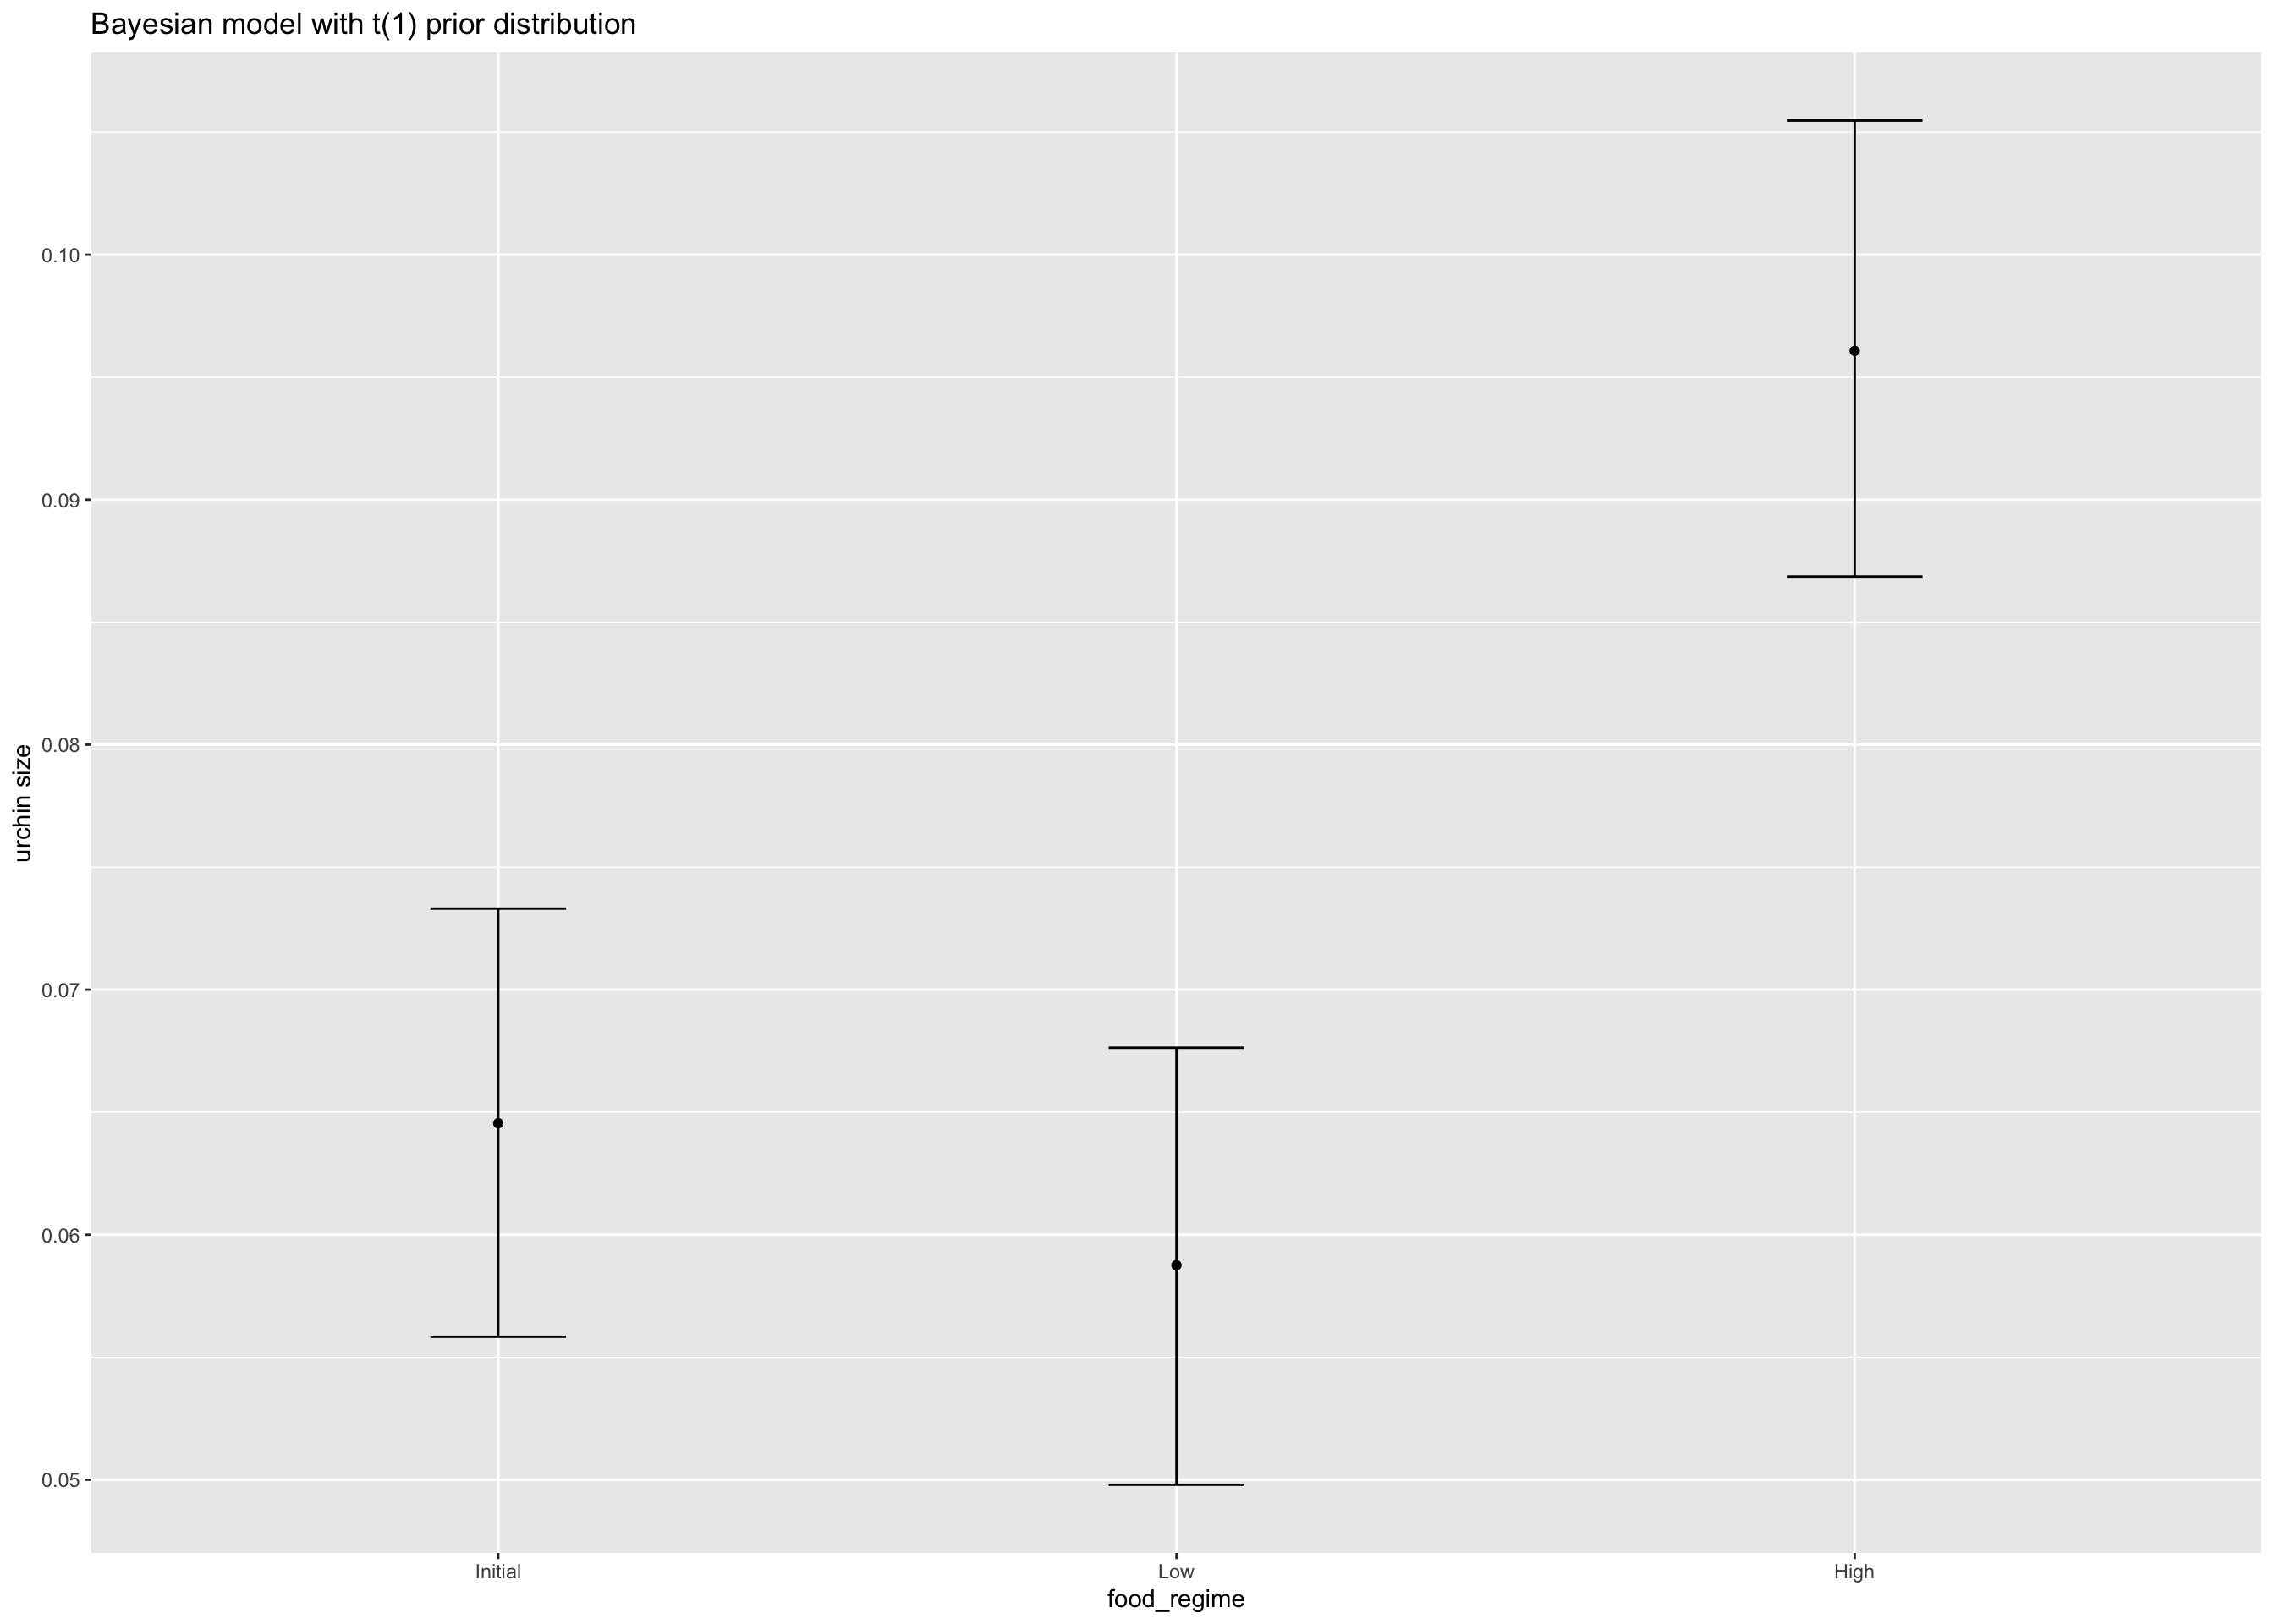 Bayesian model with t(1) prior distribution
urchin size
0.10
0.09
0.08
0.07
0.06
0.05
Initial
Low
High
food_regime